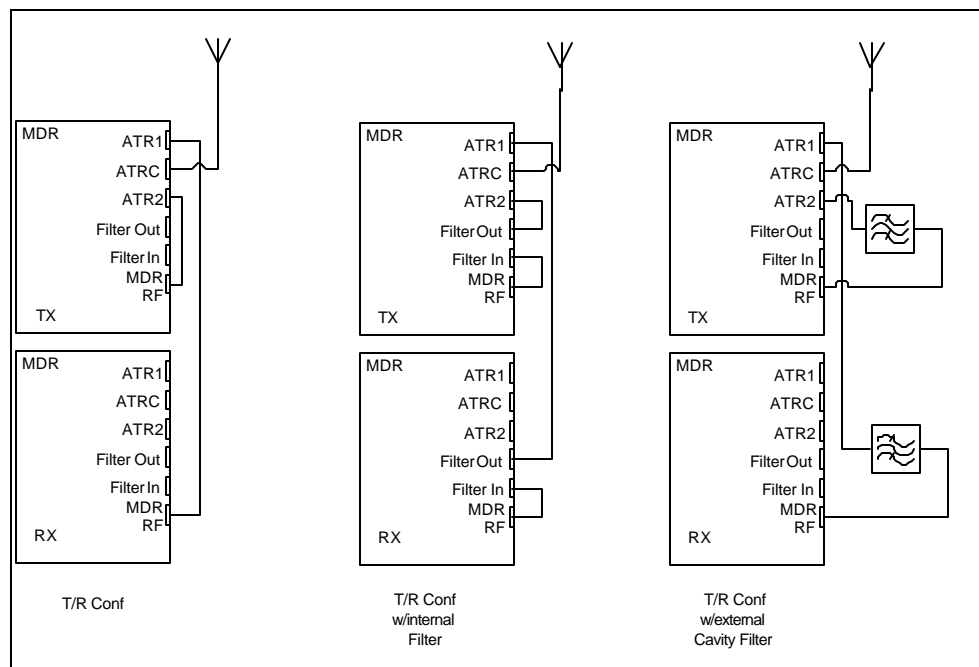 MDR
ATR1
ATRC
ATR2
Filter Out
Filter In
MDR
RF
TX
MDR
ATR1
ATRC
ATR2
Filter Out
Filter In
MDR
RF
RX
T/R Conf
MDR
ATR1
ATRC
ATR2
Filter Out
Filter In
MDR
RF
TX
MDR
ATR1
ATRC
ATR2
Filter Out
Filter In
MDR
RF
RX
T/R Conf
w/internal
Filter
MDR
ATR1
ATRC
ATR2
Filter Out
Filter In
MDR
RF
TX
MDR
ATR1
ATRC
ATR2
Filter Out
Filter In
MDR
RF
RX
T/R Conf
w/external
Cavity Filter